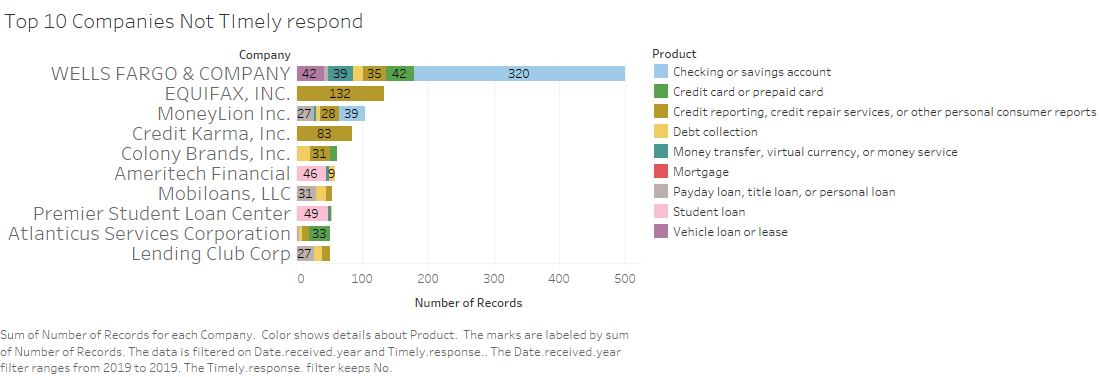 Top 10 Companies Not TImely respond
Company
WELLS FARGO & COMPANY 42 39 35 42 320
EQUIFAX, INC. 132
MoneyLion Inc. 27 28 39
Credit Karma, Inc. 83
Colony Brands, Inc. 31
Ameritech Financial 46 9
Mobiloans, LLC 31
Premier Student Loan Center 49
Atlanticus Services Corporation 33
Lending Club Corp 27
0 100 200 300 400 500
Number of Records
Product
Checking or savings account
Credit card or prepaid card
Credit reporting, credit repair services, or other personal consumer reports
Debt collection
Money transfer, virtual currency, or money service
Mortgage
Payday loan, title loan, or personal loan
Student loan
Vehicle loan or lease
Sum of Number of Records for each Company. Color shows details about Product. The marks are labeled by sum
of Number of Records. The data is filtered on Date.received.year and Timely.response.. The Date.received.year
filter ranges from 2019 to 2019. The Timely.response. filter keeps No.